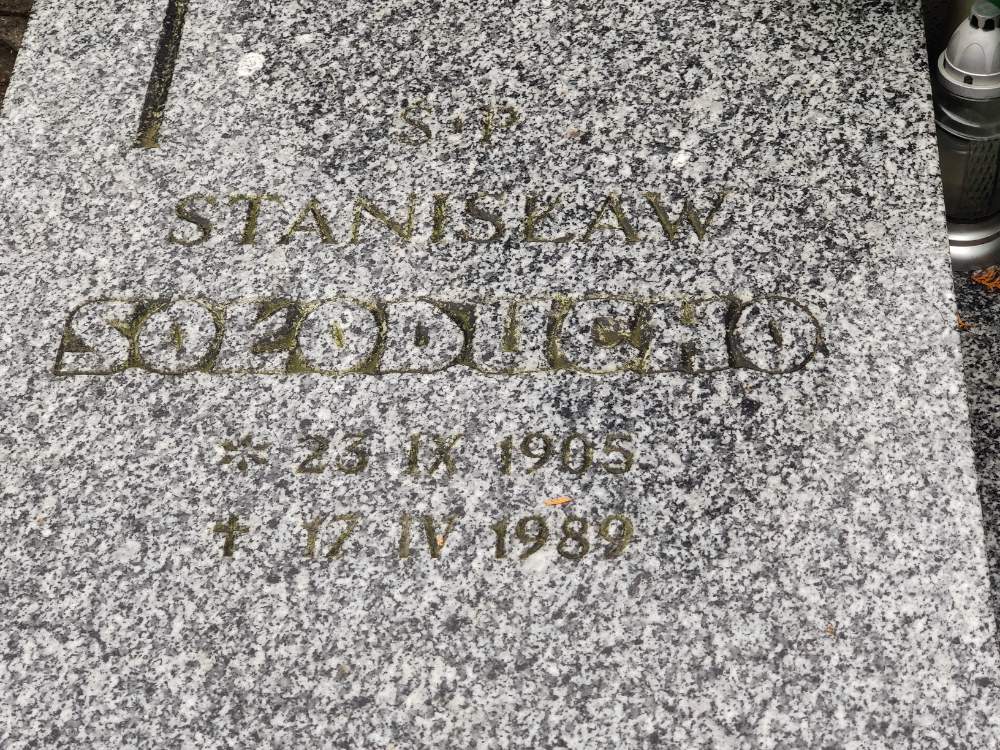 S·P
STANISŁAW
* 23 IX 1905
✝ 17 IV 1989